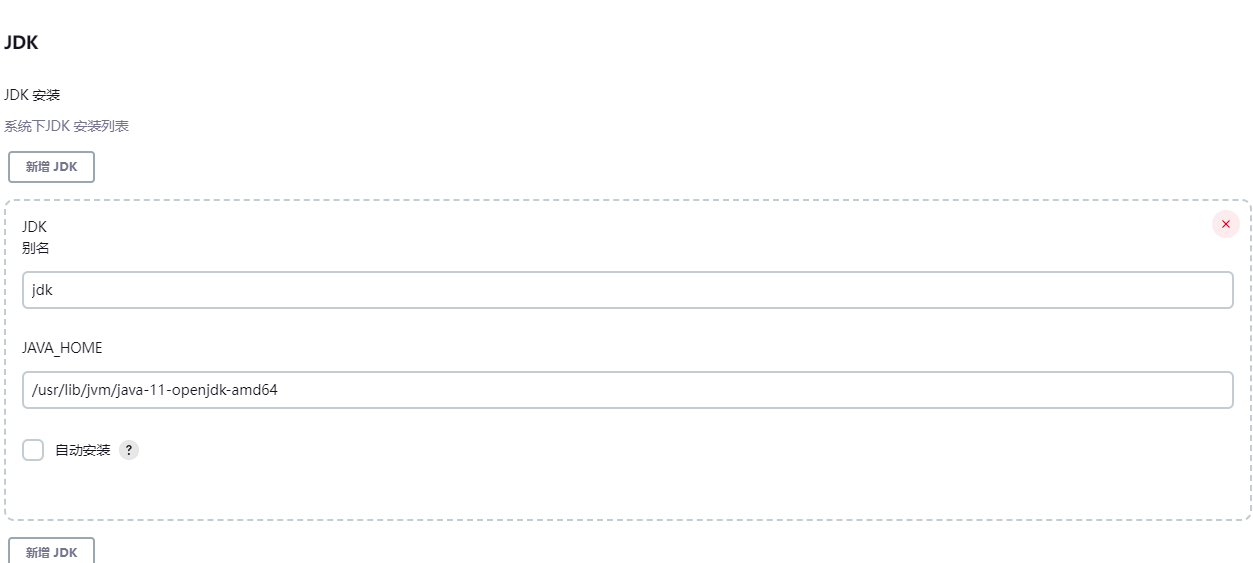 JDK
JDK 安装
系统下JDK 安装列表
新增 JDK
JDK
别名
jdk
JAVA_HOME
/usr/lib/jvm/java-11-openjdk-amd64
自动安装 ?
新增 JDK